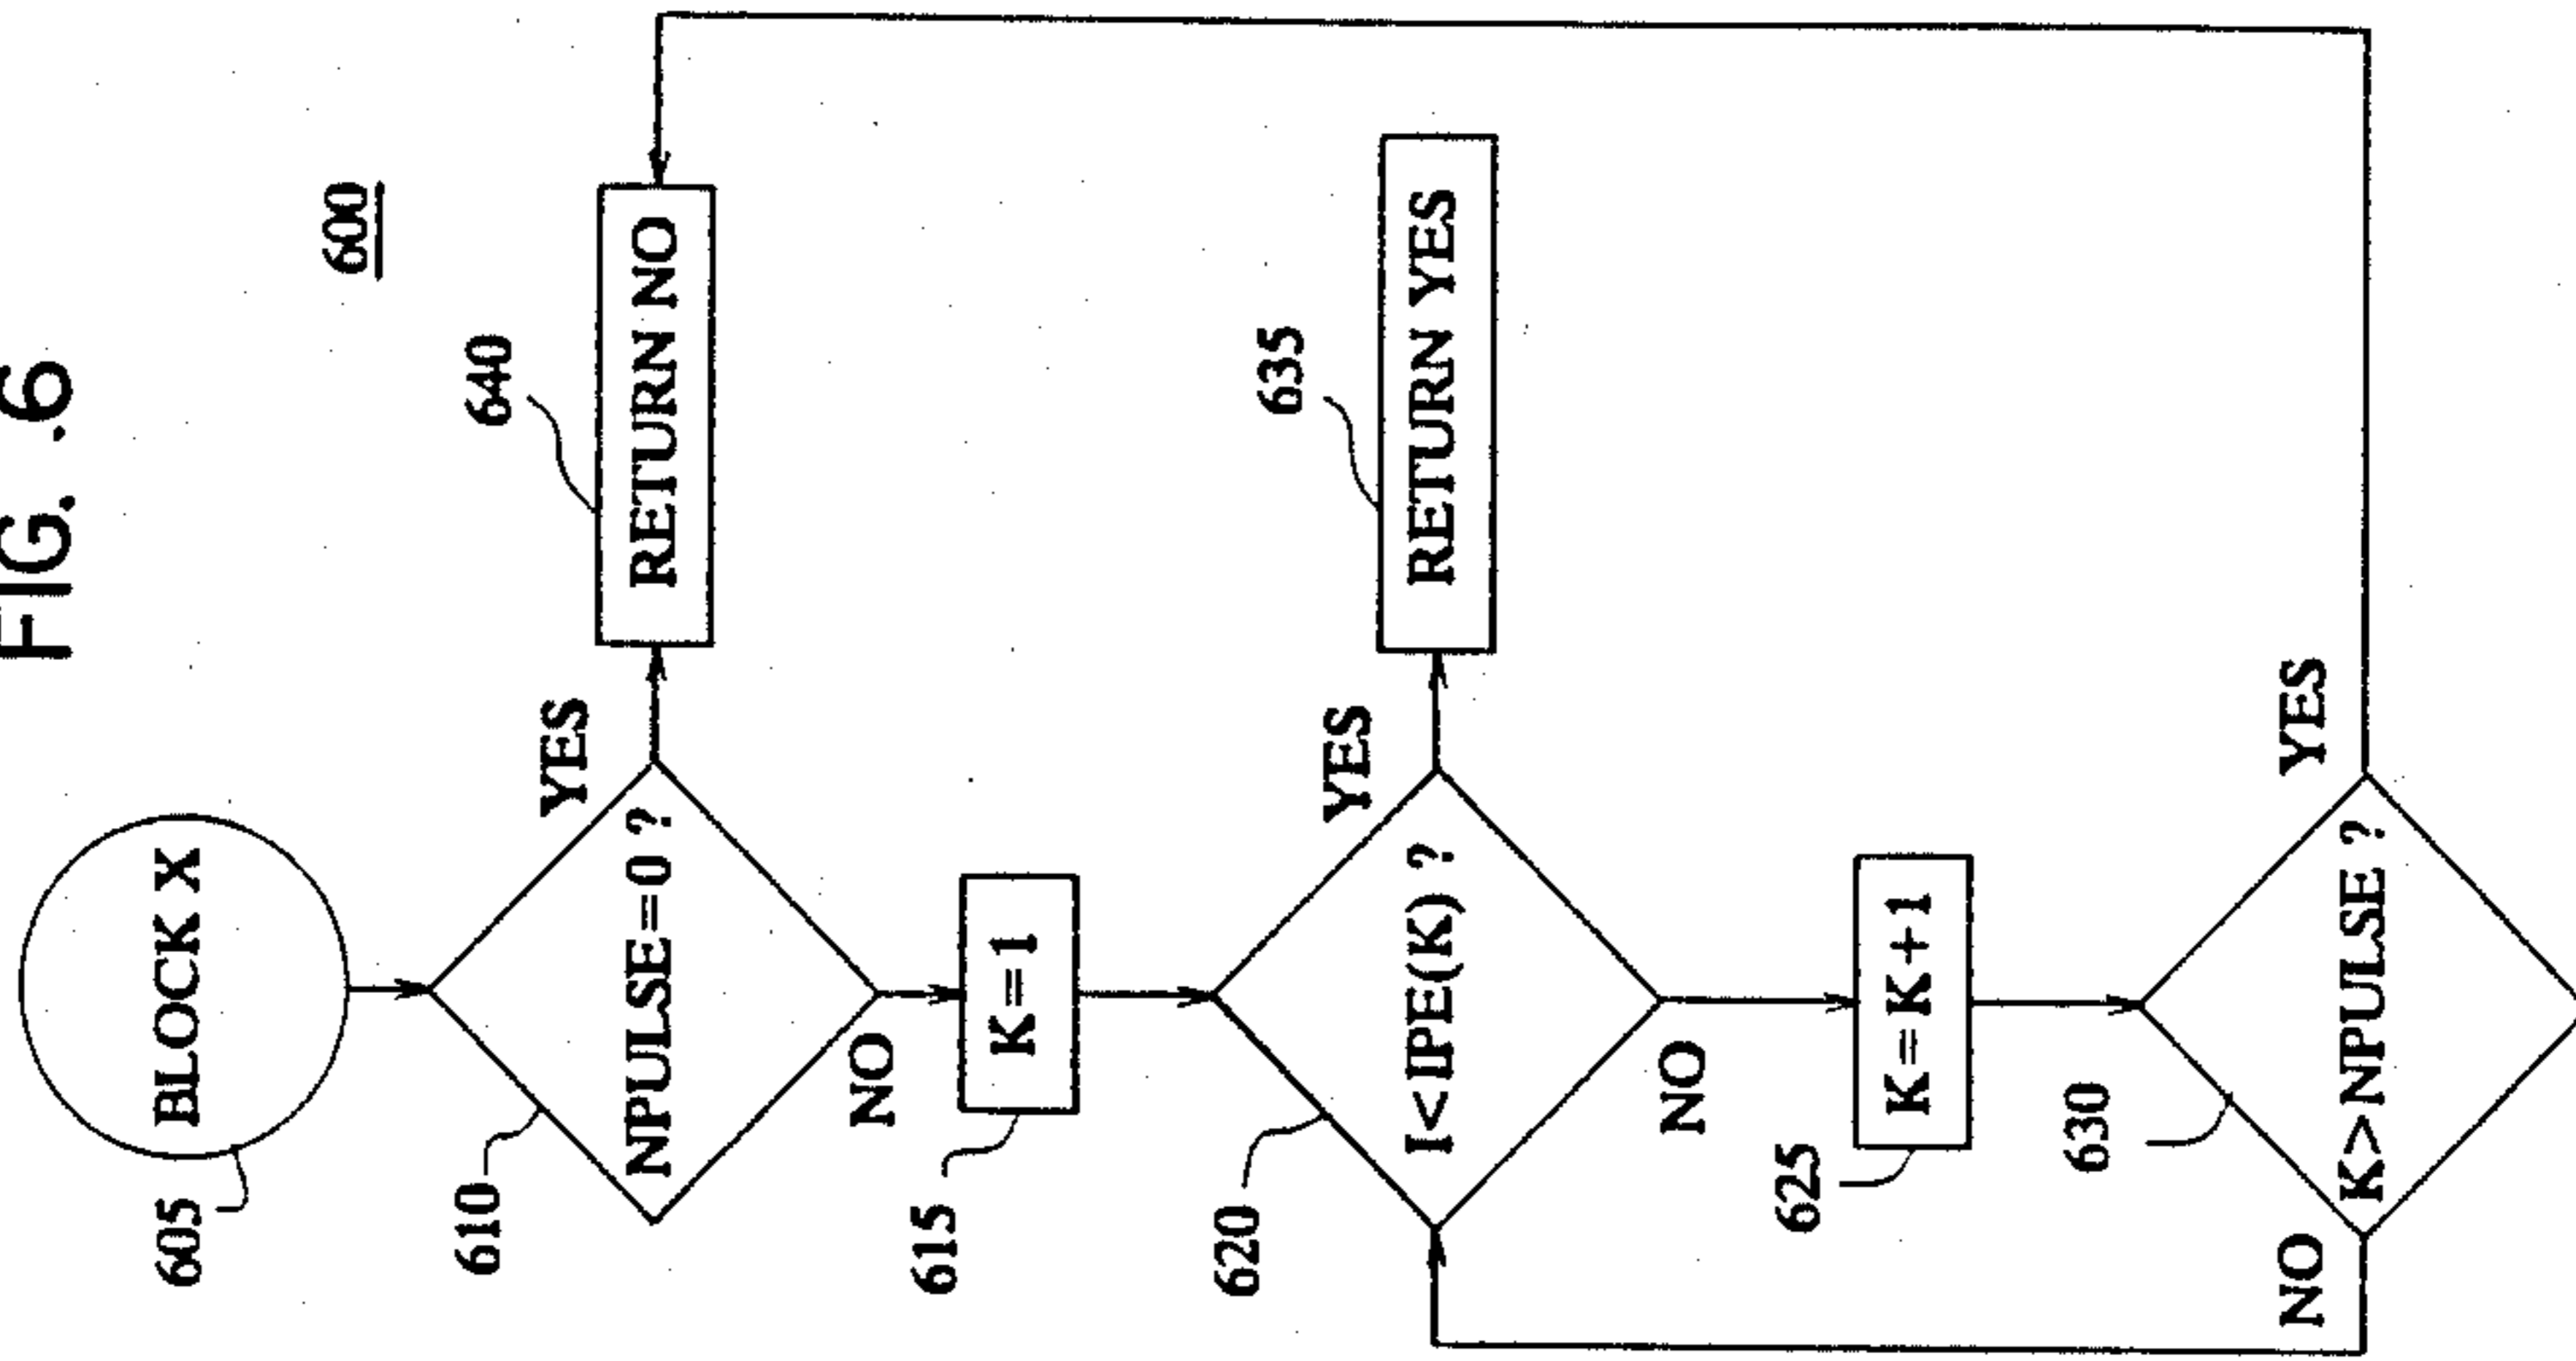 FIG. .6
600
BLOCK X
605
NPULSE=0 ?
610
YES
RETURN NO
640
NO
K=1
615
I<IPE(K) ?
620
YES
RETURN YES
635
NO
K=K+1
625
K>NPULSE ?
630
YES
NO